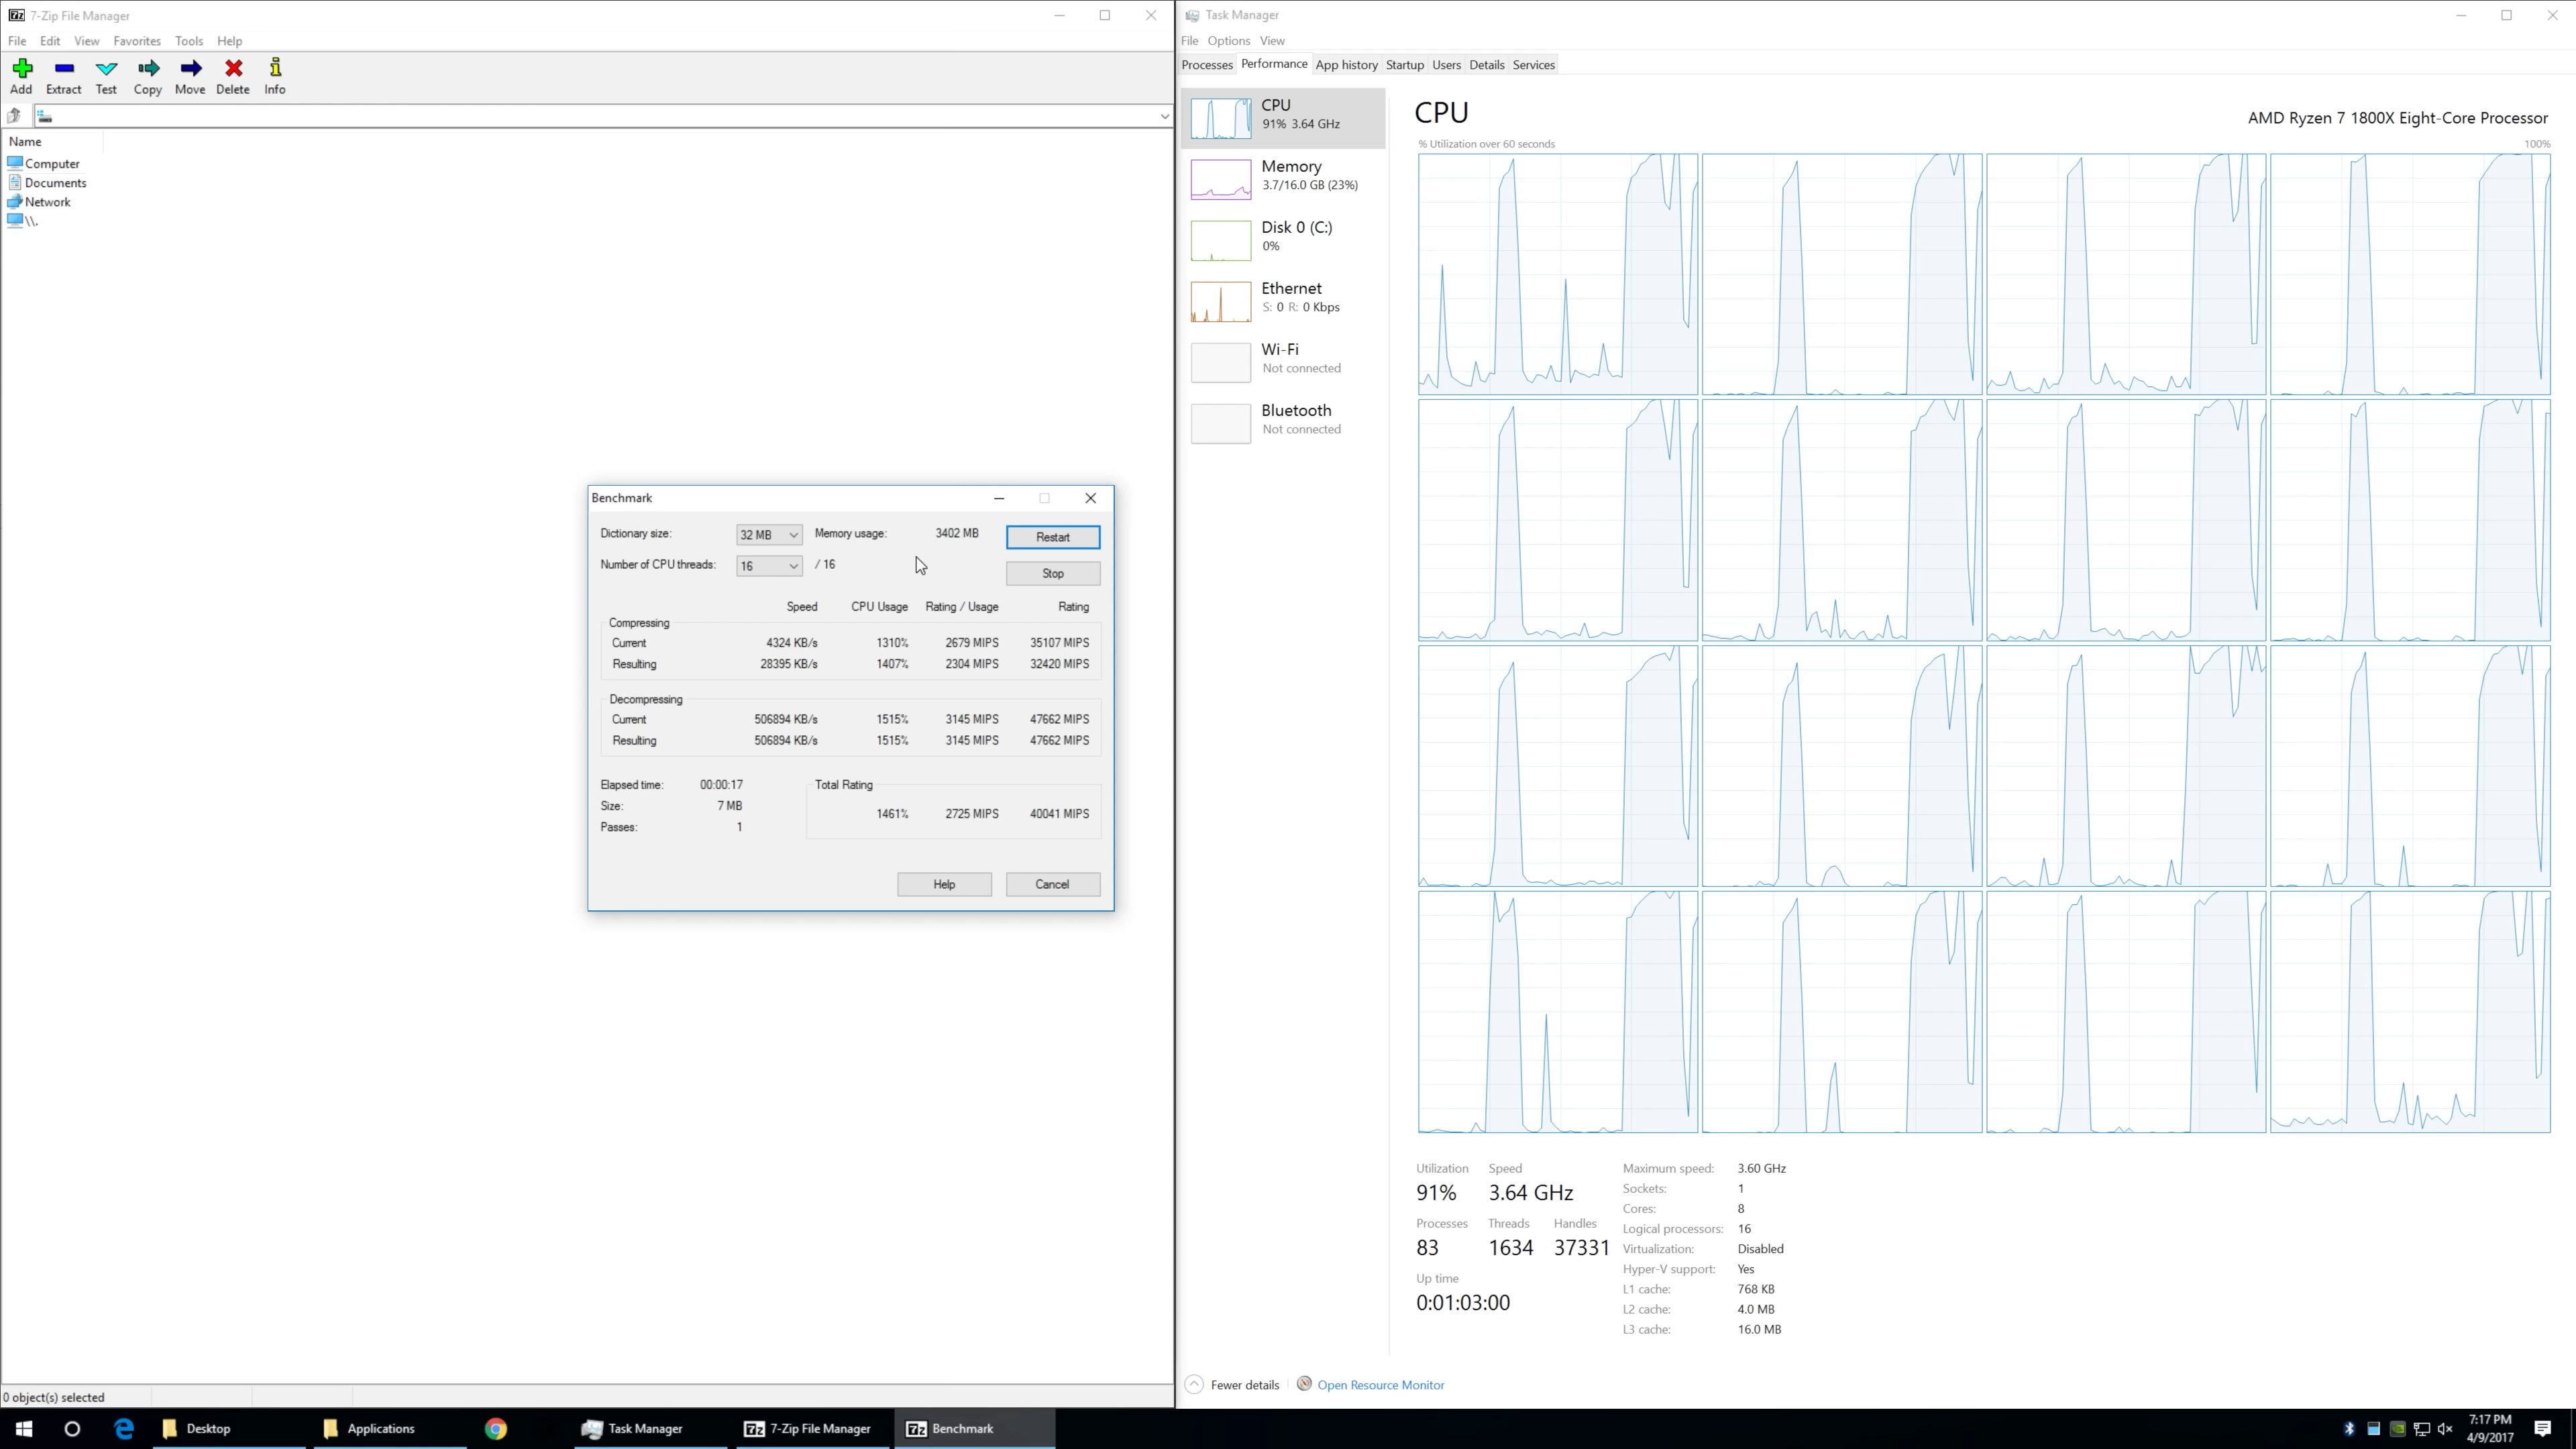 7-Zip File Manager
File Edit View Favorites Tools Help
Add Extract Test Copy Move Delete Info
Name
Computer
Documents
Network
\\.
Benchmark
Dictionary size: 32 MB Memory usage: 3402 MB Restart
Number of CPU threads: 16 / 16 Stop
Speed CPU Usage Rating / Usage Rating
Compressing
Current 4324 KB/s 1310% 2679 MIPS 35107 MIPS
Resulting 28395 KB/s 1407% 2304 MIPS 32420 MIPS
Decompressing
Current 506894 KB/s 1515% 3145 MIPS 47662 MIPS
Resulting 506894 KB/s 1515% 3145 MIPS 47662 MIPS
Elapsed time: 00:00:17 Total Rating
Size: 7 MB
1461% 2725 MIPS 40041 MIPS
Passes: 1
Help Cancel
0 object(s) selected
Task Manager
File Options View
Processes Performance App history Startup Users Details Services
CPU
91% 3.64 GHz
Memory
3.7/16.0 GB (23%)
Disk 0 (C:)
0%
Ethernet
S: 0 R: 0 Kbps
Wi-Fi
Not connected
Bluetooth
Not connected
CPU AMD Ryzen 7 1800X Eight-Core Processor
% Utilization over 60 seconds 100%
Utilization Speed
91% 3.64 GHz
Processes Threads Handles
83 1634 37331
Up time
0:01:03:00
Maximum speed: 3.60 GHz
Sockets: 1
Cores: 8
Logical processors: 16
Virtualization: Disabled
Hyper-V support: Yes
L1 cache: 768 KB
L2 cache: 4.0 MB
L3 cache: 16.0 MB
Fewer details Open Resource Monitor
Desktop Applications Task Manager 7-Zip File Manager Benchmark
7:17 PM
4/9/2017